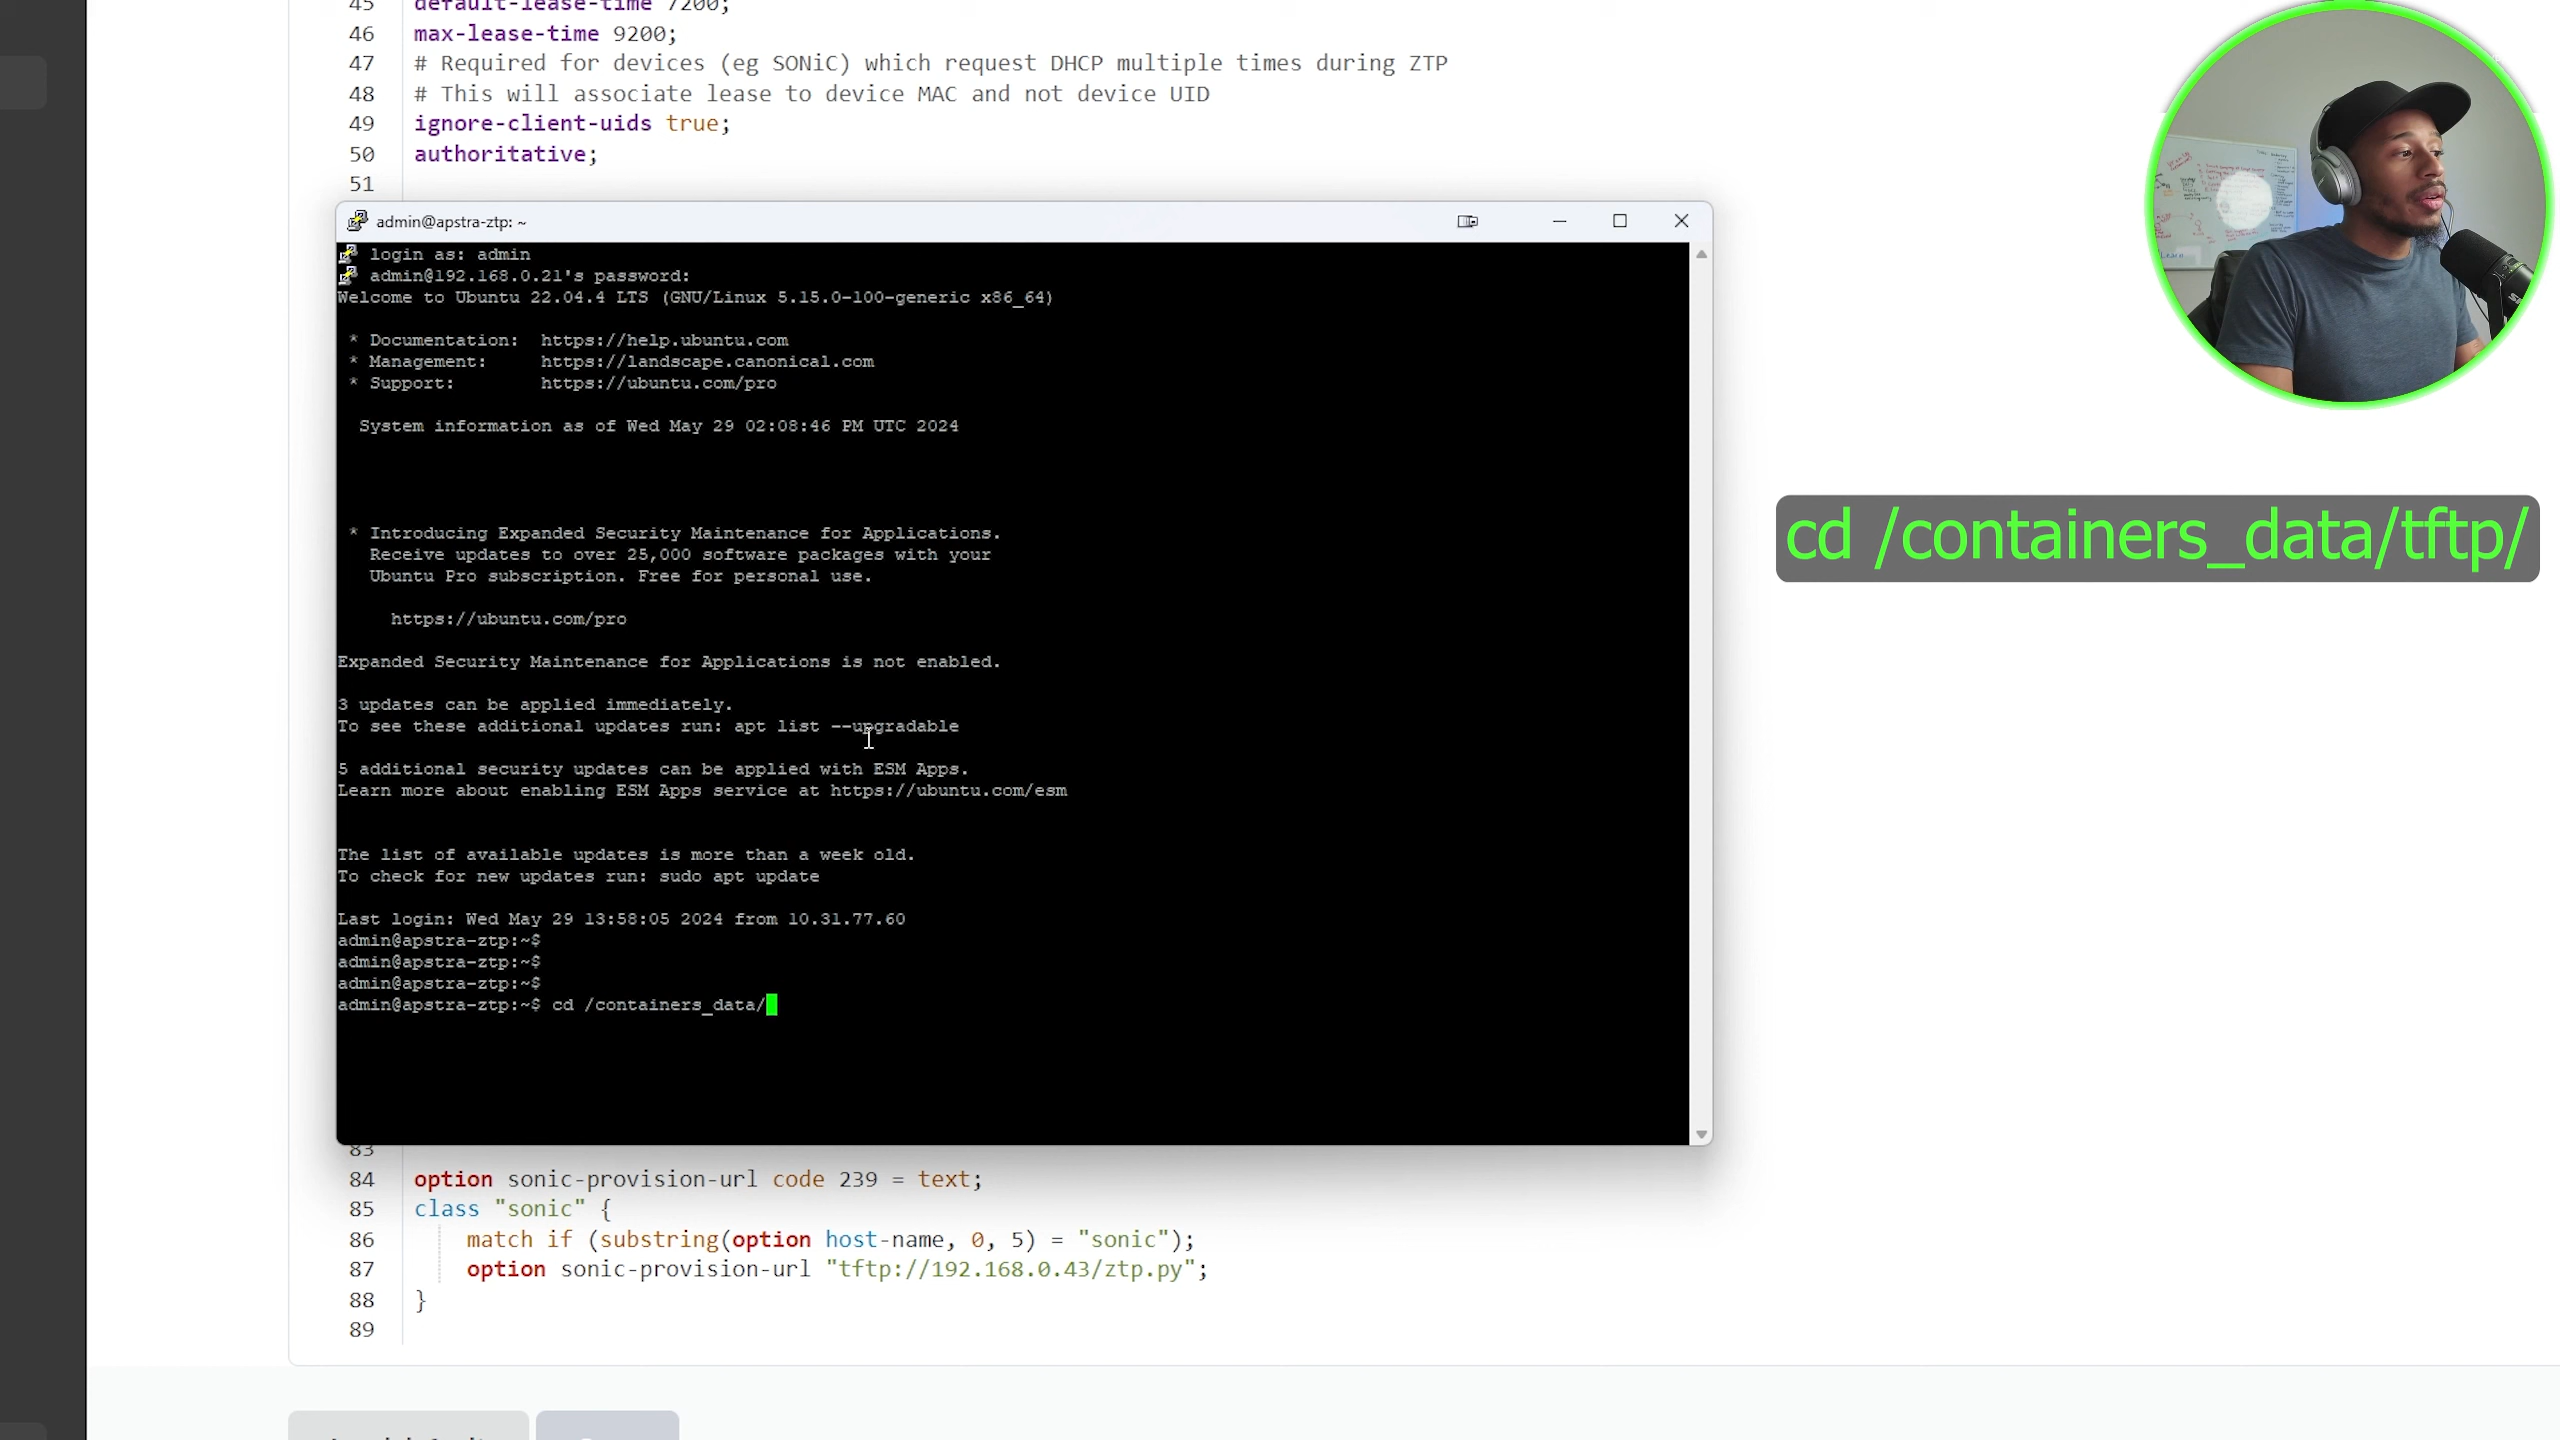 45 default-lease-time 7200;
46 max-lease-time 9200;
47 # Required for devices (eg SONiC) which request DHCP multiple times during ZTP
48 # This will associate lease to device MAC and not device UID
49 ignore-client-uids true;
50 authoritative;
51
admin@apstra-ztp: ~
login as: admin
admin@192.168.0.21's password:
Welcome to Ubuntu 22.04.4 LTS (GNU/Linux 5.15.0-100-generic x86_64)
* Documentation: https://help.ubuntu.com
* Management: https://landscape.canonical.com
* Support: https://ubuntu.com/pro
System information as of Wed May 29 02:08:46 PM UTC 2024
* Introducing Expanded Security Maintenance for Applications.
Receive updates to over 25,000 software packages with your
Ubuntu Pro subscription. Free for personal use.
https://ubuntu.com/pro
Expanded Security Maintenance for Applications is not enabled.
3 updates can be applied immediately.
To see these additional updates run: apt list --upgradable
5 additional security updates can be applied with ESM Apps.
Learn more about enabling ESM Apps service at https://ubuntu.com/esm
The list of available updates is more than a week old.
To check for new updates run: sudo apt update
Last login: Wed May 29 13:58:05 2024 from 10.31.77.60
admin@apstra-ztp:~$
admin@apstra-ztp:~$
admin@apstra-ztp:~$
admin@apstra-ztp:~$ cd /containers_data/
cd /containers_data/tftp/
83
84 option sonic-provision-url code 239 = text;
85 class "sonic" {
86 match if (substring(option host-name, 0, 5) = "sonic");
87 option sonic-provision-url "tftp://192.168.0.43/ztp.py";
88 }
89